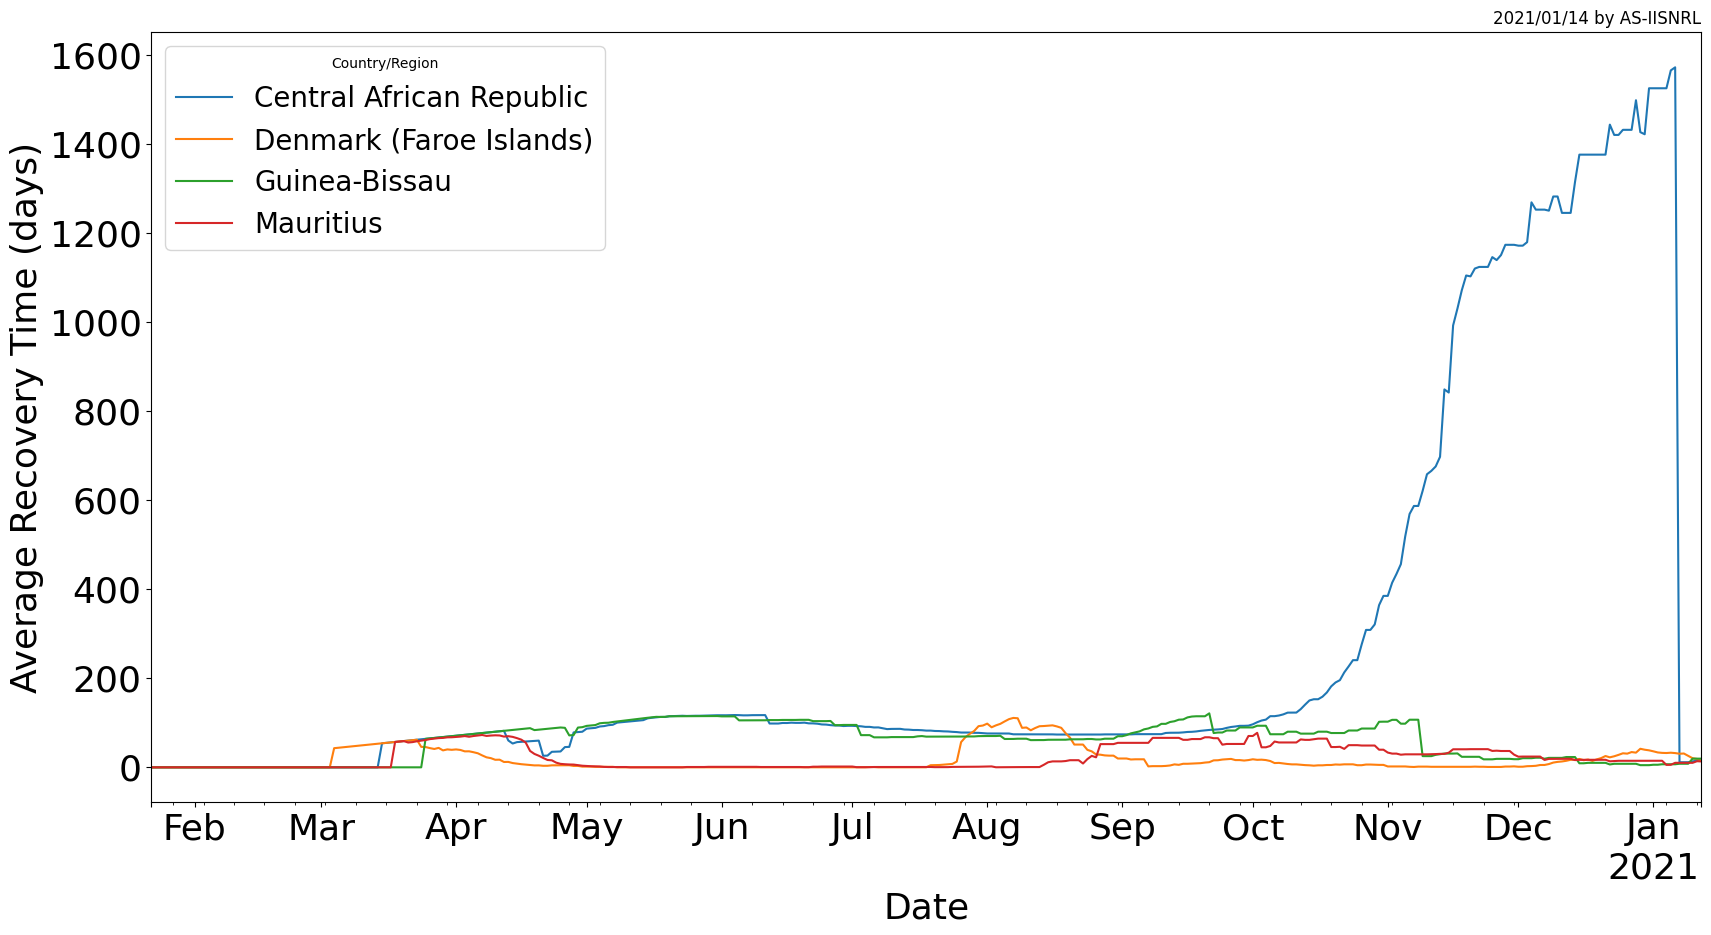 2021/01/14 by AS-IISNRL
Country/Region
Central African Republic
Denmark (Faroe Islands)
Guinea-Bissau
Mauritius
Average Recovery Time (days)
1600
1400
1200
1000
800
600
400
200
0
Feb Mar Apr May Jun Jul Aug Sep Oct Nov Dec Jan
2021
Date